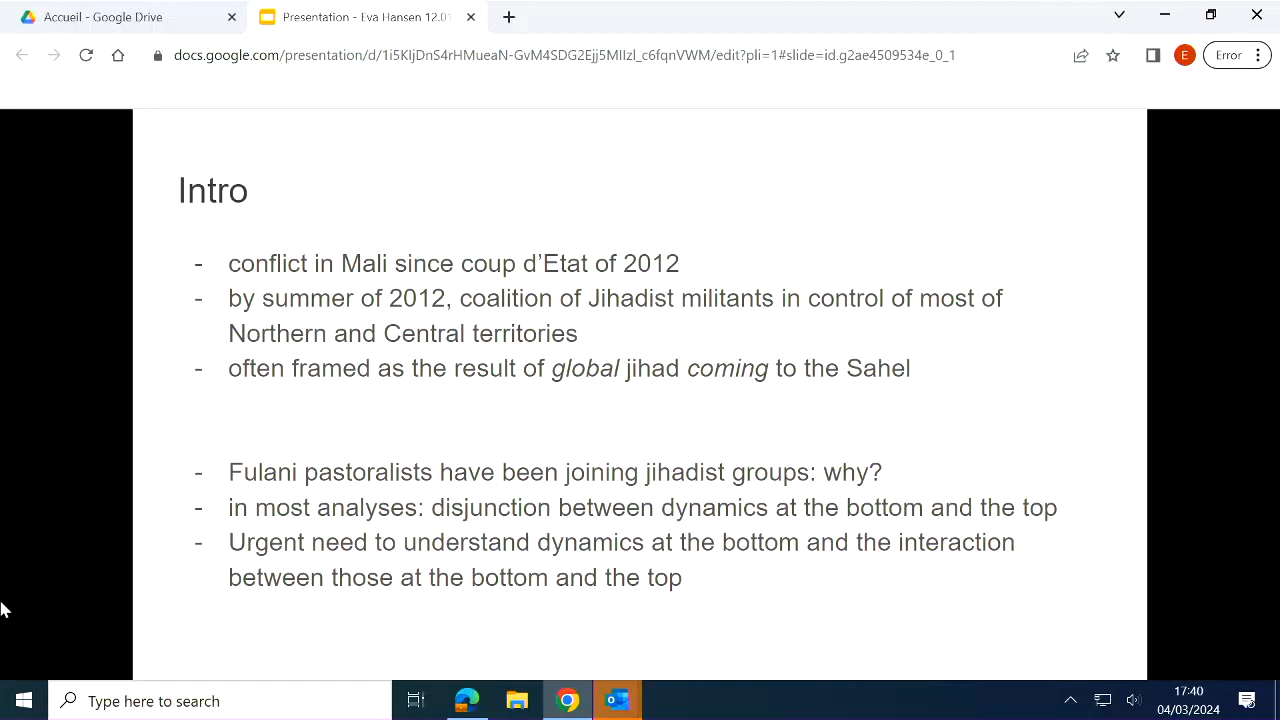 Accueil - Google Drive
Presentation - Eva Hansen 12.01
docs.google.com/presentation/d/1i5KIjDnS4rHMueaN-GvM4SDG2Ejj5MIIzl_c6fqnVWM/edit?pli=1#slide=id.g2ae4509534e_0_1
E
Error
Intro
- conflict in Mali since coup d’Etat of 2012
- by summer of 2012, coalition of Jihadist militants in control of most of
Northern and Central territories
- often framed as the result of global jihad coming to the Sahel
- Fulani pastoralists have been joining jihadist groups: why?
- in most analyses: disjunction between dynamics at the bottom and the top
- Urgent need to understand dynamics at the bottom and the interaction
between those at the bottom and the top
Type here to search
17:40
04/03/2024